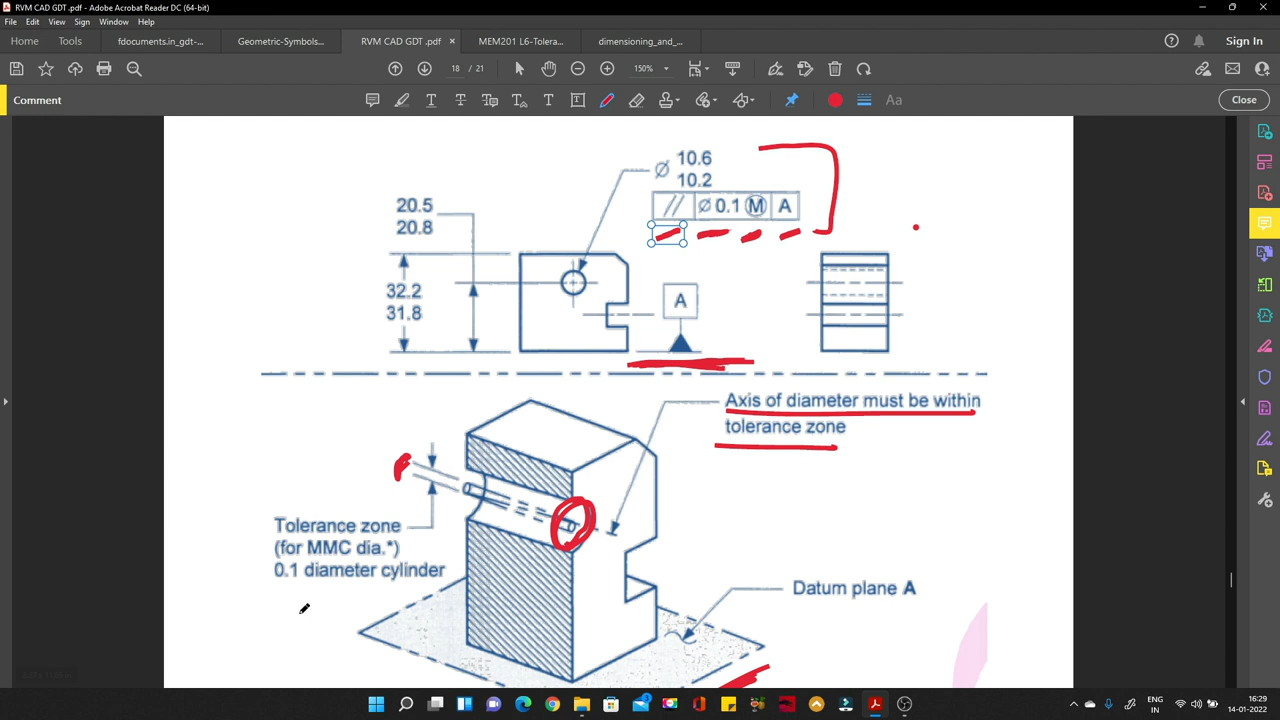 RVM CAD GDT .pdf - Adobe Acrobat Reader DC (64-bit)
File Edit View Sign Window Help
Home Tools fdocuments.in_gdt-... Geometric-Symbols... RVM CAD GDT .pdf MEM201 L6-Tolera... dimensioning_and_...
Sign In
18 / 21 150%
Comment
Aa
Close
10.6
Ø
10.2
20.5
20.8
// Ø 0.1 M A
32.2
31.8
A
Axis of diameter must be within
tolerance zone
Tolerance zone
(for MMC dia.*)
0.1 diameter cylinder
Datum plane A
ENG
IN
16:29
14-01-2022